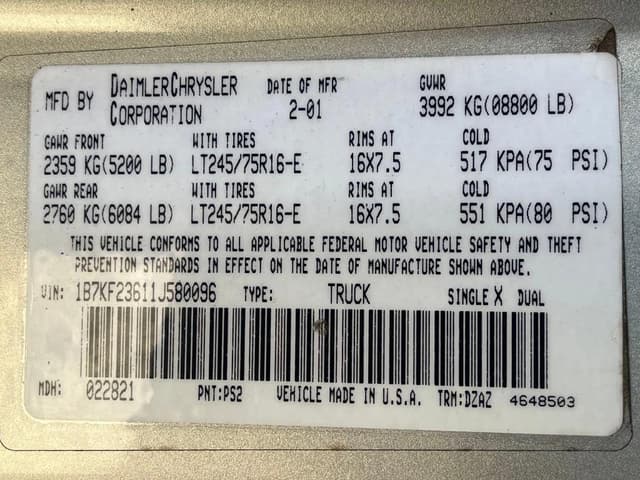 MFD BY DAIMLERCHRYSLER CORPORATION DATE OF MFR 2-01 GVWR 3992 KG(08800 LB)
GAWR FRONT WITH TIRES RIMS AT COLD
2359 KG(5200 LB) LT245/75R16-E 16X7.5 517 KPA(75 PSI)
GAWR REAR WITH TIRES RIMS AT COLD
2760 KG(6084 LB) LT245/75R16-E 16X7.5 551 KPA(80 PSI)
THIS VEHICLE CONFORMS TO ALL APPLICABLE FEDERAL MOTOR VEHICLE SAFETY AND THEFT
PREVENTION STANDARDS IN EFFECT ON THE DATE OF MANUFACTURE SHOWN ABOVE.
VIN: 1B7KF23611J580096 TYPE: TRUCK SINGLE X DUAL
MDH: 022821 PNT:PS2 VEHICLE MADE IN U.S.A. TRM:DZAZ 4648503